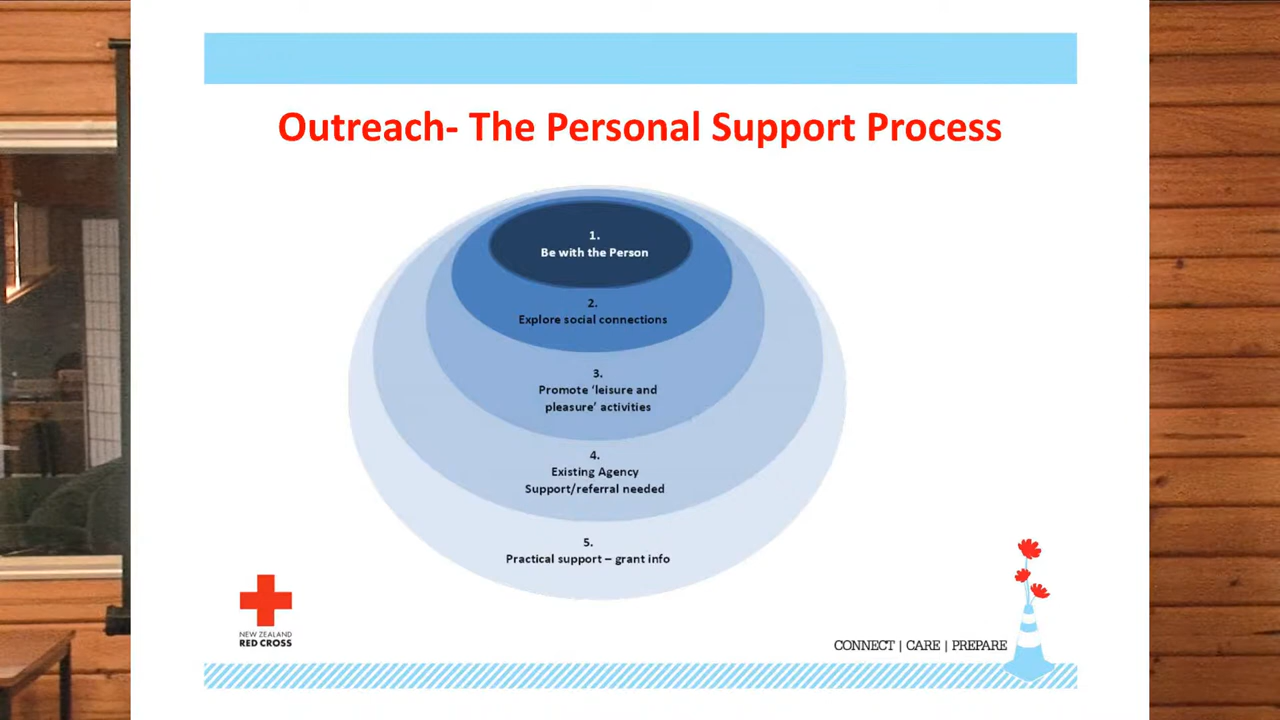 Outreach- The Personal Support Process
1.
Be with the Person
2.
Explore social connections
3.
Promote ‘leisure and
pleasure’ activities
4.
Existing Agency
Support/referral needed
5.
Practical support – grant info
NEW ZEALAND
RED CROSS
CONNECT | CARE | PREPARE